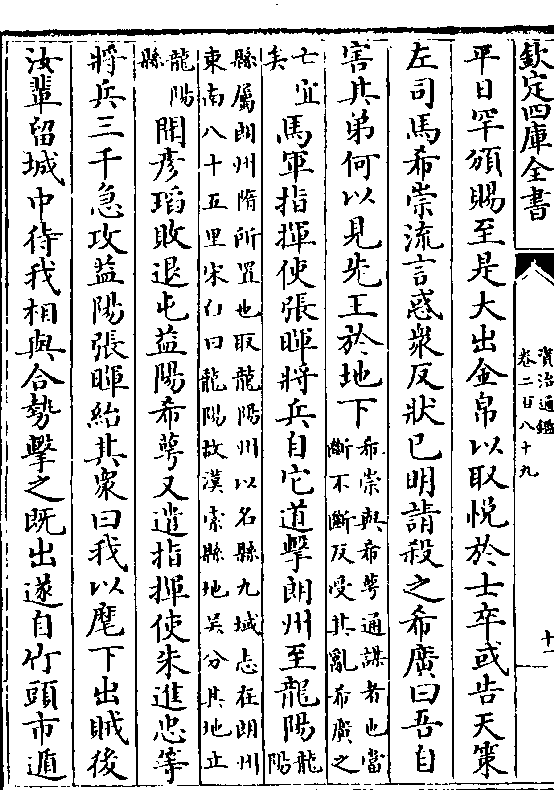 欽定四庫全書
資治通鑑
卷二百八十九
十一
平日罕頒賜至是大出金帛以取悅於士卒或告天策
左司馬希崇流言惑衆反狀已明請殺之希廣曰吾自
害其弟何以見先王於地下
希崇與希萼通謀者也當
斷不斷反受其亂希廣之
亡宜
矣
馬軍指揮使張暉將兵自它道擊朗州至龍陽
龍
陽
縣屬朗州隋所置也取龍陽州以名縣九域志在朗州
東南八十五里宋白曰龍陽故漢索縣地吳分其地立
龍陽
縣
聞彦瑫敗退屯益陽希萼又遣指揮使朱進忠等
將兵三千急攻益陽張暉紿其衆曰我以麾下出賊後
汝輩留城中待我相與合勢擊之既出遂自竹頭市遁